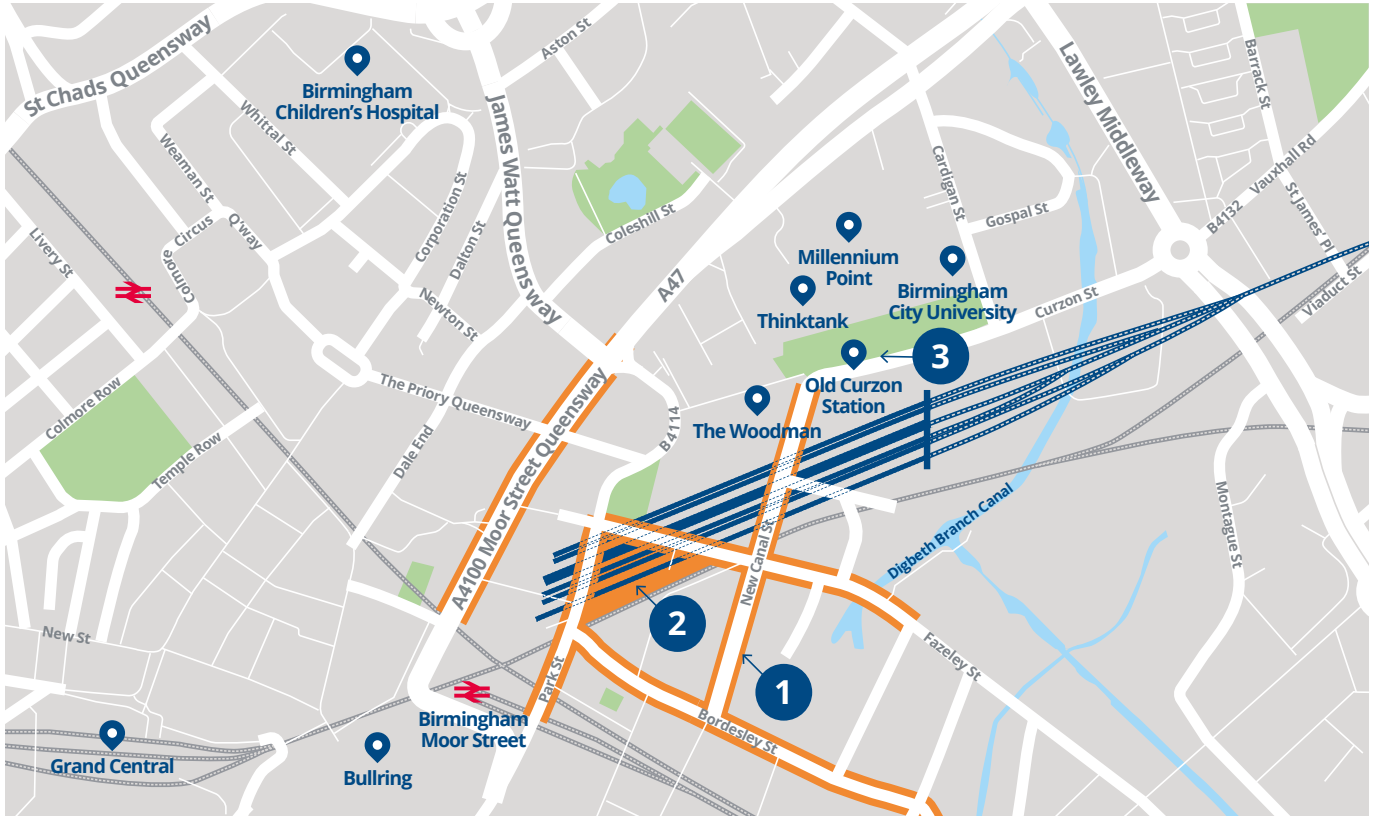 St Chads Queensway
Birmingham
Children's Hospital
Aston St
James Watt Queensway
Lawley Middleway
Barrack St
Whittal St
Weaman St
Cardigan St
B4132
Vauxhall Rd
St James' Pl
Livery St
Colmore
Circus
Q'way
Corporation St
Dalton St
Coleshill St
Gospal St
Millennium
Point
Birmingham
City University
Thinktank
A47
Curzon St
Viaduct St
Newton St
3
Old Curzon
Station
The Priory Queensway
The Woodman
Colmore Row
Temple Row
Dale End
A4100 Moor Street Queensway
B4114
Montague St
Digbeth Branch Canal
New Canal St
2
1
New St
Park St
Fazeley St
Birmingham
Moor Street
Bordesley St
Grand Central
Bullring